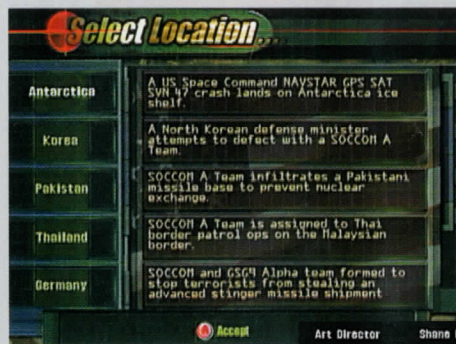 Select Location....
Antarctica
A US Space Command NAVSTAR GPS SAT
SVN 47 crash lands on Antarctica ice
shelf.
Korea
A North Korean defense minister
attempts to defect with a SOCCOM A
Team.
Pakistan
SOCCOM A Team infiltrates a Pakistani
missile base to prevent nuclear
exchange.
Thailand
SOCCOM A Team is assigned to Thai
border patrol ops on the Malaysian
border.
Germany
SOCCOM and GSG9 Alpha team formed to
stop terrorists from stealing an
advanced stinger missile shipment
Accept
Art Director Shane